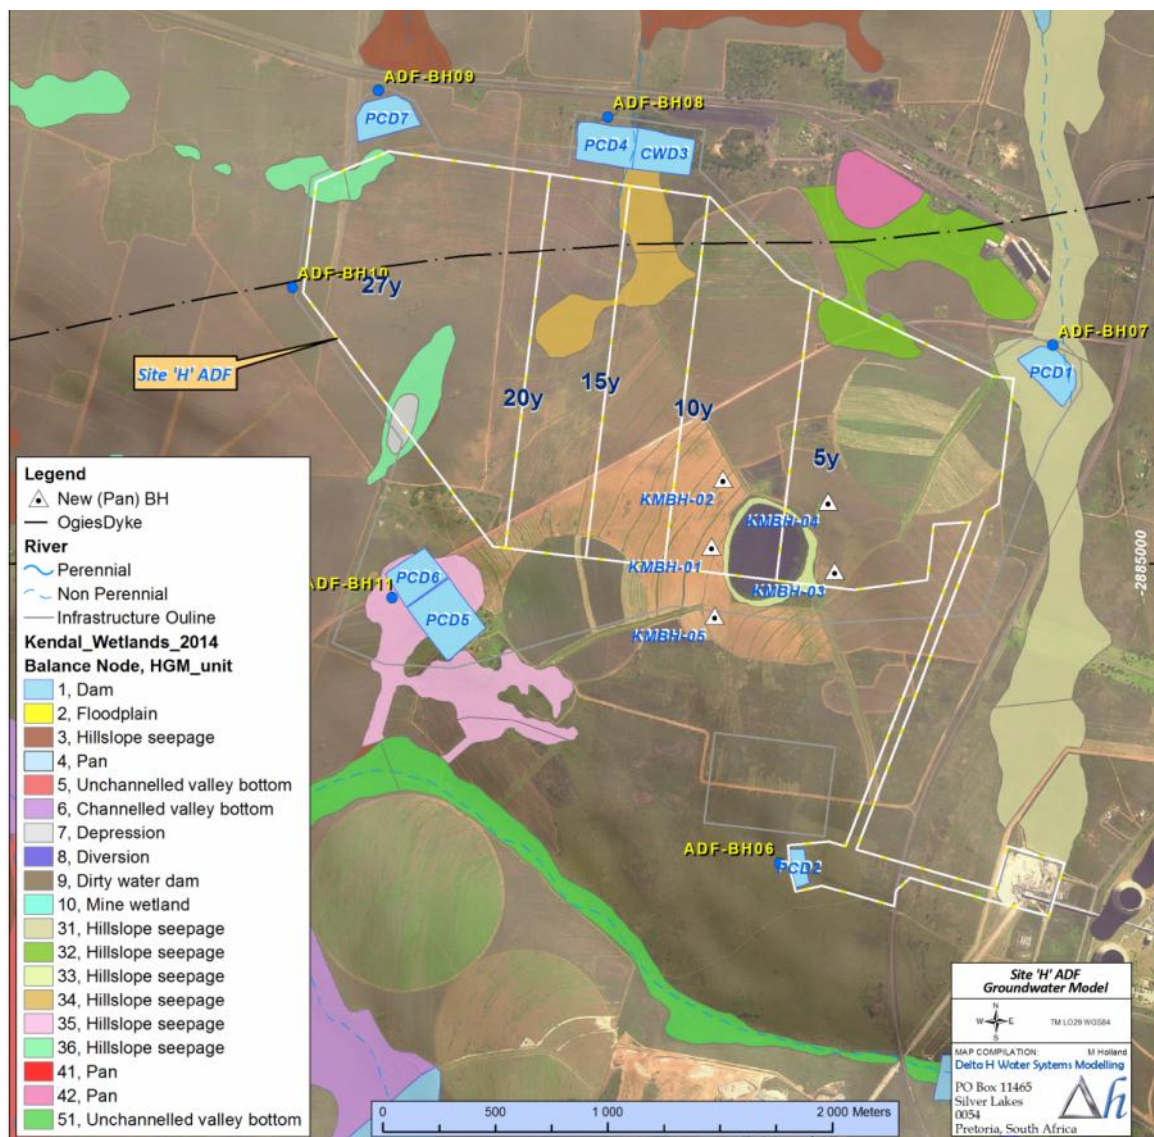 ADF-BH09
PCD7
ADF-BH08
PCD4
CWD3
ADF-BH10
27y
Site 'H' ADF
ADF-BH07
PCD1
20y
15y
10y
5y
KMBH-02
KMBH-04
KMBH-01
KMBH-03
KMBH-05
ADF-BH11
PCD6
PCD5
-2885000
ADF-BH06
PCD2
Legend
New (Pan) BH
OgiesDyke
River
Perennial
Non Perennial
Infrastructure Ouline
Kendal_Wetlands_2014
Balance Node, HGM_unit
1, Dam
2, Floodplain
3, Hillslope seepage
4, Pan
5, Unchannelled valley bottom
6, Channelled valley bottom
7, Depression
8, Diversion
9, Dirty water dam
10, Mine wetland
31, Hillslope seepage
32, Hillslope seepage
33, Hillslope seepage
34, Hillslope seepage
35, Hillslope seepage
36, Hillslope seepage
41, Pan
42, Pan
51, Unchannelled valley bottom
0 500 1 000 2 000 Meters
Site 'H' ADF
Groundwater Model
N
W E
S
TM LO29 WGS84
MAP COMPILATION: M Holland
Delta H Water Systems Modelling
PO Box 11465
Silver Lakes
0054
Pretoria, South Africa
h